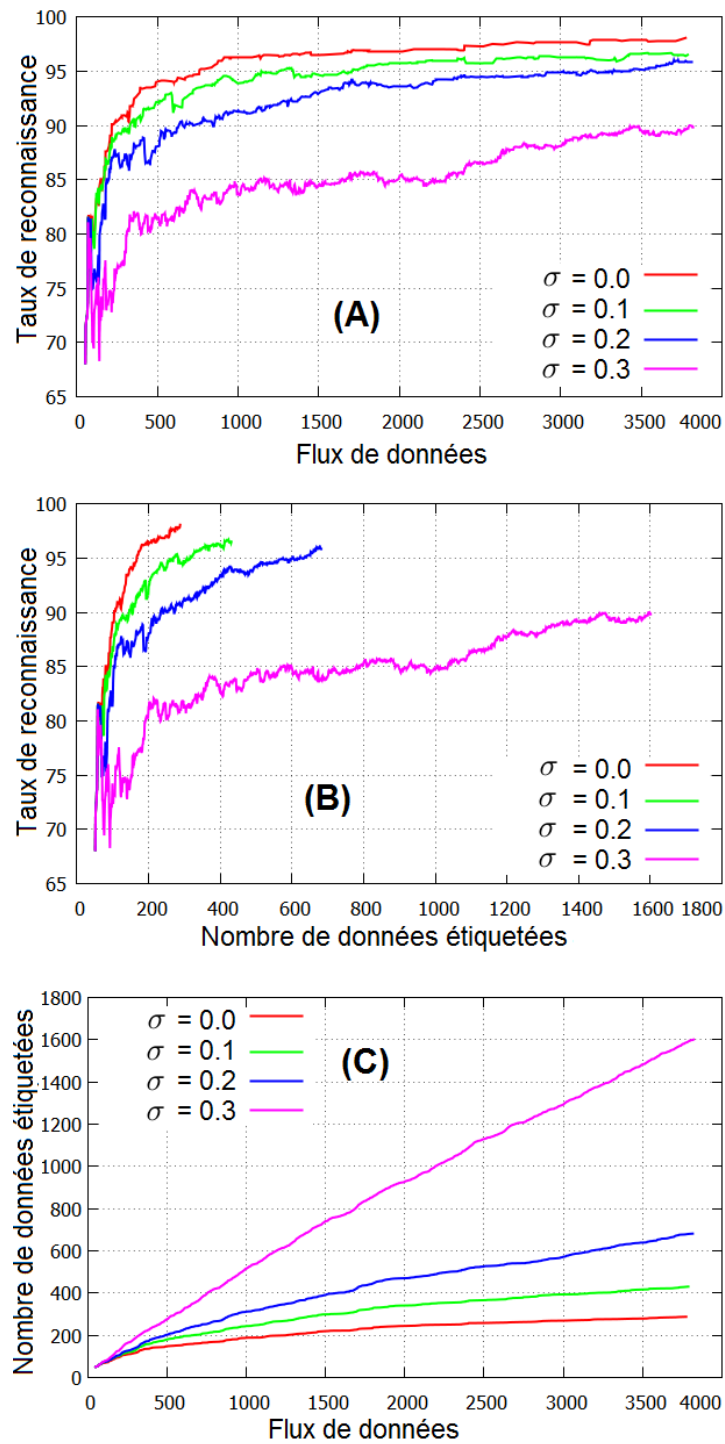 100
95
90
85
80
75
70
65
Taux de reconnaissance
(A)
σ = 0.0
σ = 0.1
σ = 0.2
σ = 0.3
0 500 1000 1500 2000 2500 3000 3500 4000
Flux de données
100
95
90
85
80
75
70
65
Taux de reconnaissance
(B)
σ = 0.0
σ = 0.1
σ = 0.2
σ = 0.3
0 200 400 600 800 1000 1200 1400 1600 1800
Nombre de données étiquetées
1800
1600
1400
1200
1000
800
600
400
200
0
Nombre de données étiquetées
σ = 0.0
σ = 0.1
σ = 0.2
σ = 0.3
(C)
0 500 1000 1500 2000 2500 3000 3500 4000
Flux de données